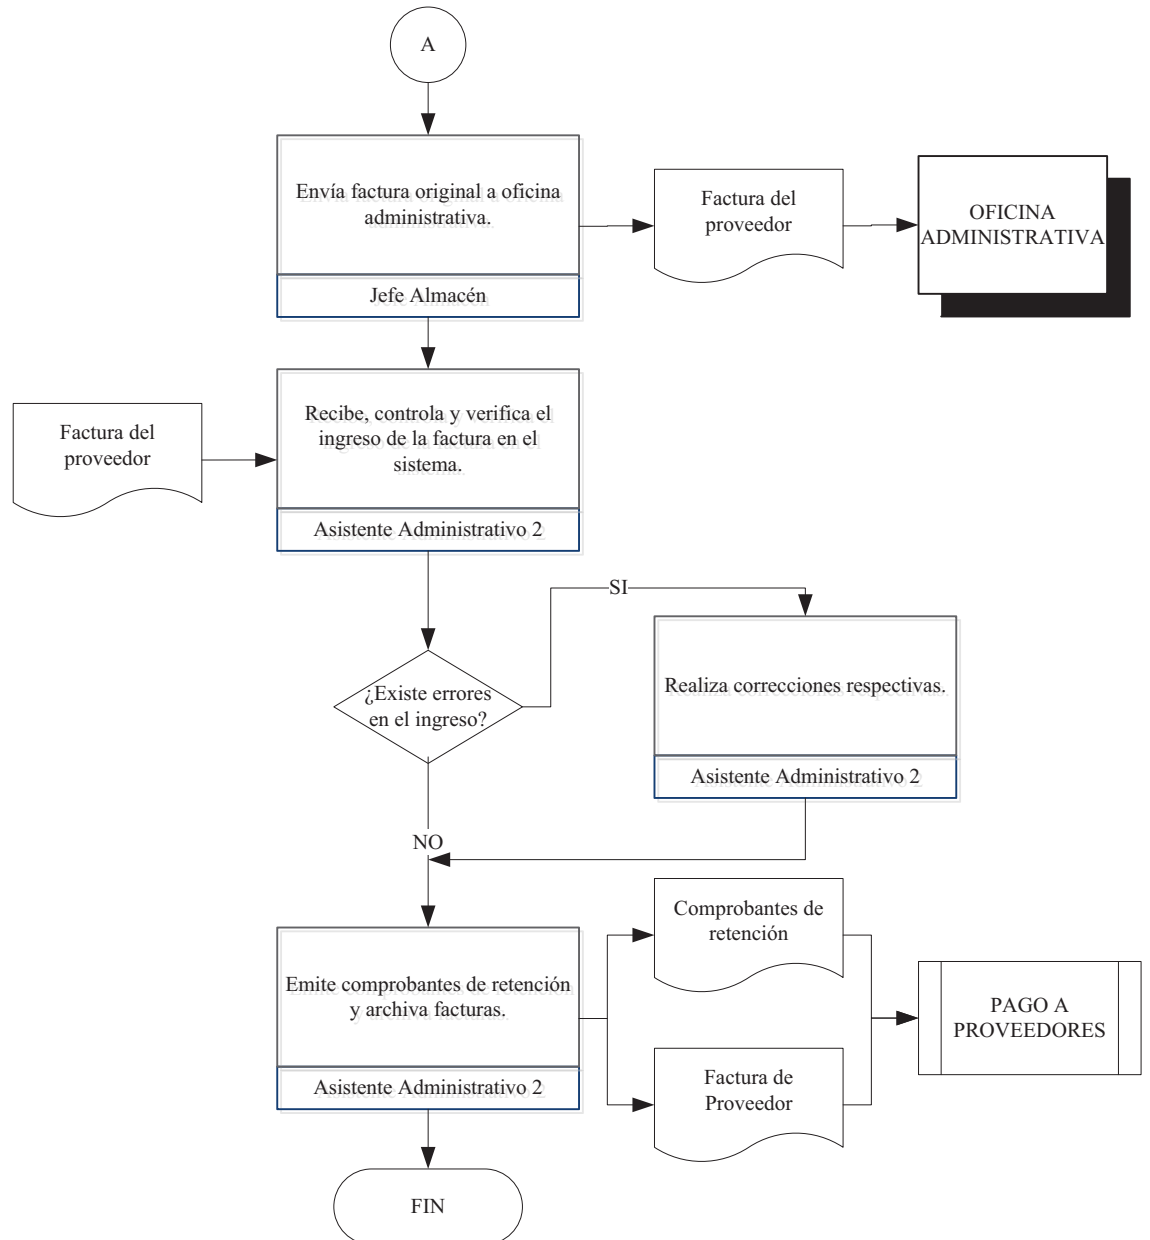 A
Envía factura original a oficina
administrativa.
Jefe Almacén
Factura del
proveedor
OFICINA
ADMINISTRATIVA
Factura del
proveedor
Recibe, controla y verifica el
ingreso de la factura en el
sistema.
Asistente Administrativo 2
¿Existe errores
en el ingreso?
SI
Realiza correcciones respectivas.
Asistente Administrativo 2
NO
Emite comprobantes de retención
y archiva facturas.
Asistente Administrativo 2
Comprobantes de
retención
Factura de
Proveedor
PAGO A
PROVEEDORES
FIN